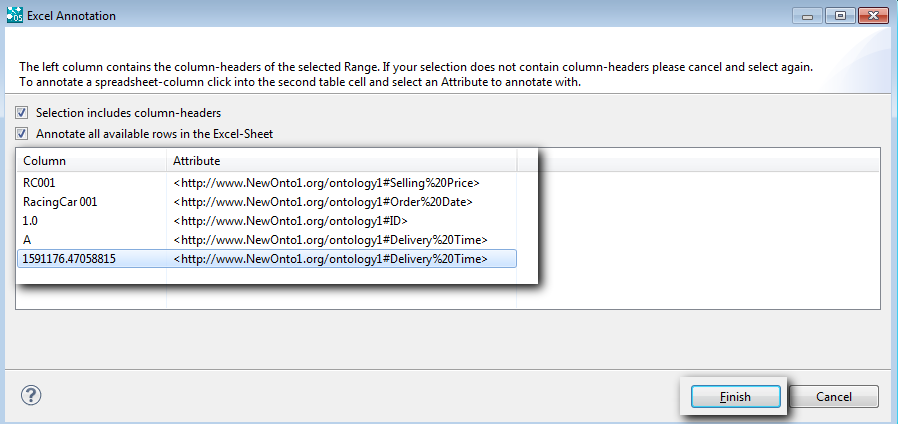 Excel Annotation
The left column contains the column-headers of the selected Range. If your selection does not contain column-headers please cancel and select again.
To annotate a spreadsheet-column click into the second table cell and select an Attribute to annotate with.
Selection includes column-headers
Annotate all available rows in the Excel-Sheet
Column Attribute
RC001 <http://www.NewOnto1.org/ontology1#Selling%20Price>
RacingCar 001 <http://www.NewOnto1.org/ontology1#Order%20Date>
1.0 <http://www.NewOnto1.org/ontology1#ID>
A <http://www.NewOnto1.org/ontology1#Delivery%20Time>
1591176.47058815 <http://www.NewOnto1.org/ontology1#Delivery%20Time>
? Finish Cancel